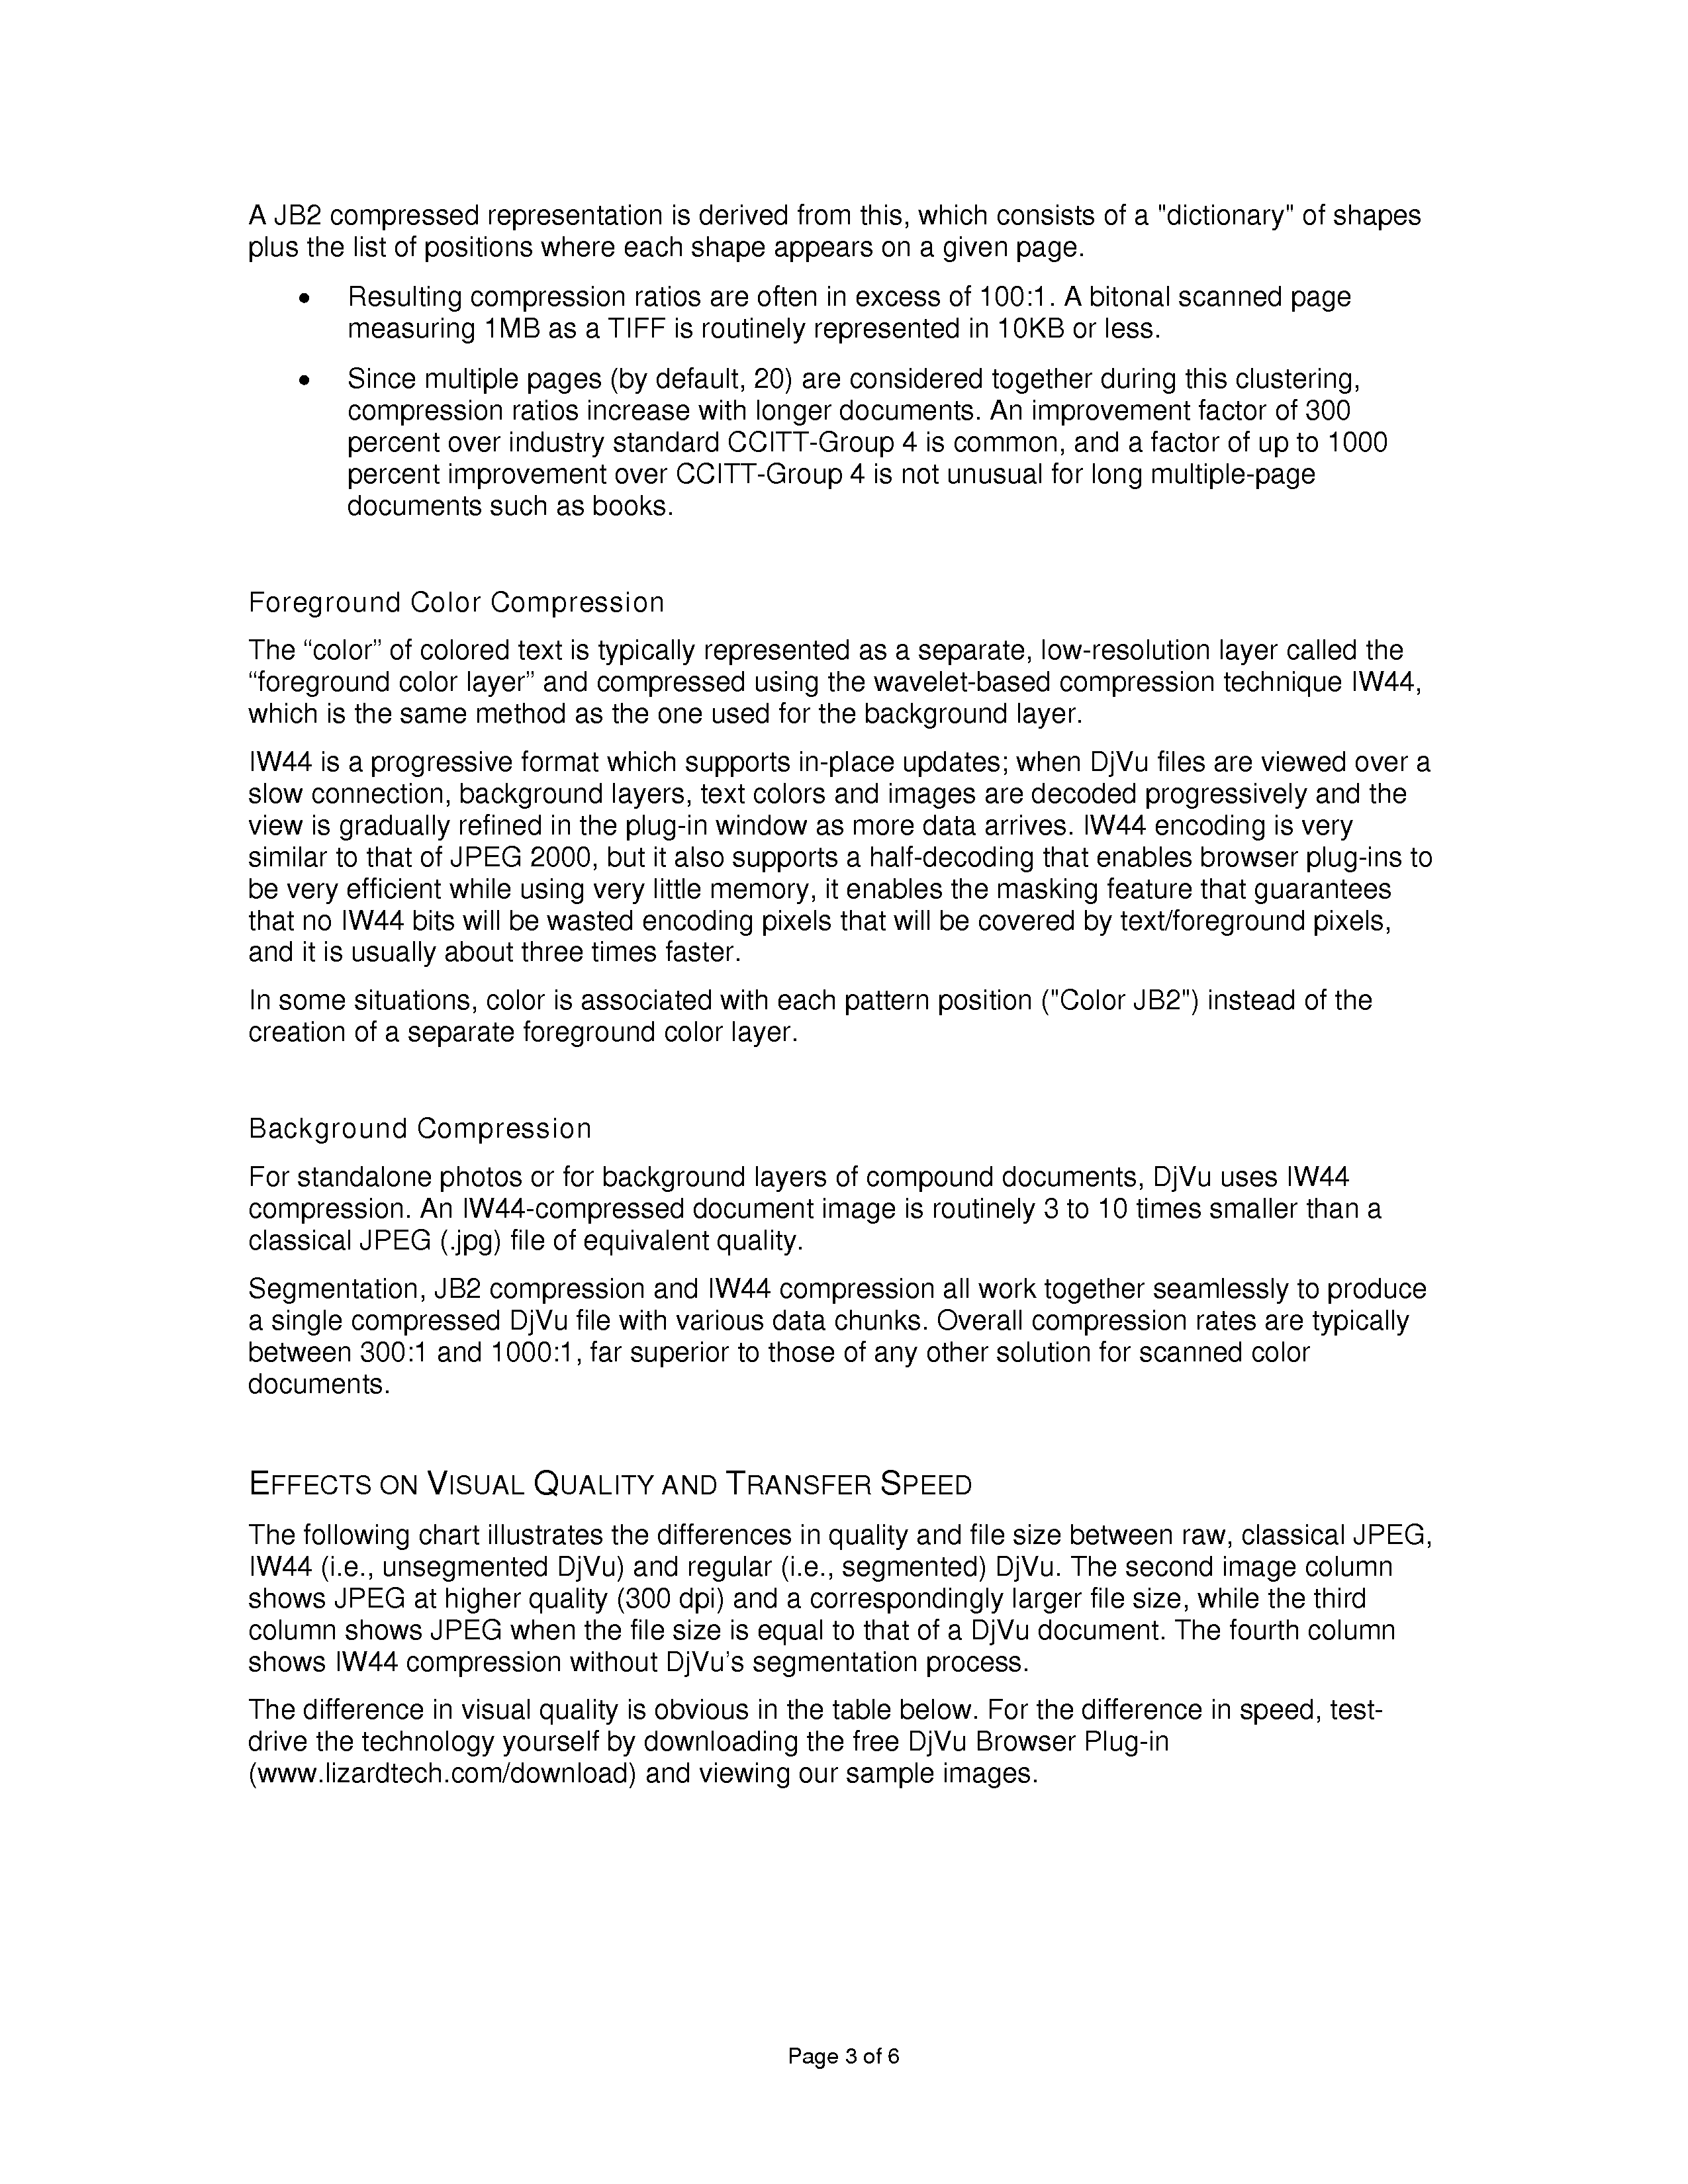 A JB2 compressed representation is derived from this, which consists of a "dictionary" of shapes
plus the list of positions where each shape appears on a given page.
• Resulting compression ratios are often in excess of 100:1. A bitonal scanned page
measuring 1MB as a TIFF is routinely represented in 10KB or less.
• Since multiple pages (by default, 20) are considered together during this clustering,
compression ratios increase with longer documents. An improvement factor of 300
percent over industry standard CCITT-Group 4 is common, and a factor of up to 1000
percent improvement over CCITT-Group 4 is not unusual for long multiple-page
documents such as books.
Foreground Color Compression
The “color” of colored text is typically represented as a separate, low-resolution layer called the
“foreground color layer” and compressed using the wavelet-based compression technique IW44,
which is the same method as the one used for the background layer.
IW44 is a progressive format which supports in-place updates; when DjVu files are viewed over a
slow connection, background layers, text colors and images are decoded progressively and the
view is gradually refined in the plug-in window as more data arrives. IW44 encoding is very
similar to that of JPEG 2000, but it also supports a half-decoding that enables browser plug-ins to
be very efficient while using very little memory, it enables the masking feature that guarantees
that no IW44 bits will be wasted encoding pixels that will be covered by text/foreground pixels,
and it is usually about three times faster.
In some situations, color is associated with each pattern position ("Color JB2") instead of the
creation of a separate foreground color layer.
Background Compression
For standalone photos or for background layers of compound documents, DjVu uses IW44
compression. An IW44-compressed document image is routinely 3 to 10 times smaller than a
classical JPEG (.jpg) file of equivalent quality.
Segmentation, JB2 compression and IW44 compression all work together seamlessly to produce
a single compressed DjVu file with various data chunks. Overall compression rates are typically
between 300:1 and 1000:1, far superior to those of any other solution for scanned color
documents.
EFFECTS ON VISUAL QUALITY AND TRANSFER SPEED
The following chart illustrates the differences in quality and file size between raw, classical JPEG,
IW44 (i.e., unsegmented DjVu) and regular (i.e., segmented) DjVu. The second image column
shows JPEG at higher quality (300 dpi) and a correspondingly larger file size, while the third
column shows JPEG when the file size is equal to that of a DjVu document. The fourth column
shows IW44 compression without DjVu’s segmentation process.
The difference in visual quality is obvious in the table below. For the difference in speed, test-
drive the technology yourself by downloading the free DjVu Browser Plug-in
(www.lizardtech.com/download) and viewing our sample images.
Page 3 of 6